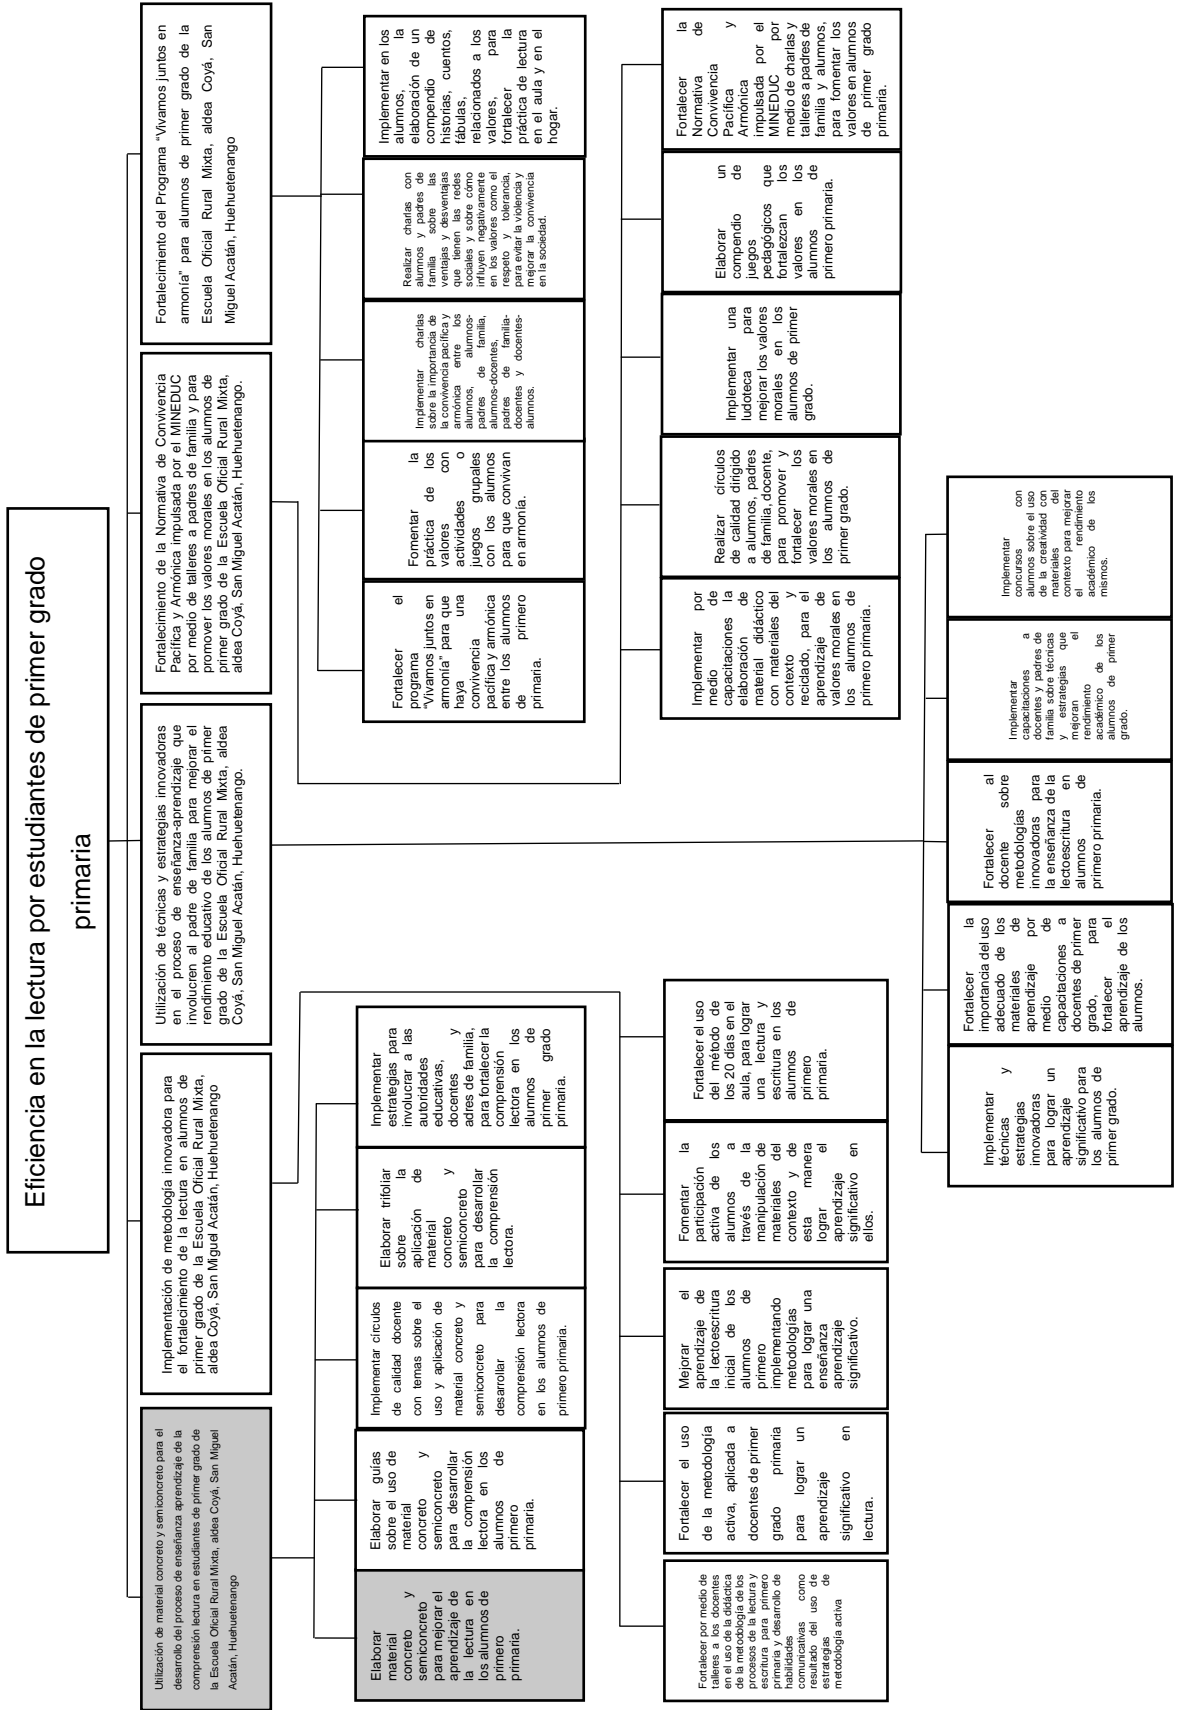 Eficiencia en la lectura por estudiantes de primer grado
primaria
Utilización de material concreto y semiconcreto para el
desarrollo del proceso de enseñanza aprendizaje de la
comprensión lectura en estudiantes de primer grado de
la Escuela Oficial Rural Mixta, aldea Coyá, San Miguel
Acatán, Huehuetenango
Implementación de metodología innovadora para
el fortalecimiento de la lectura en alumnos de
primer grado de la Escuela Oficial Rural Mixta,
aldea Coyá, San Miguel Acatán, Huehuetenango
Utilización de técnicas y estrategias innovadoras
en el proceso de enseñanza-aprendizaje que
involucren al padre de familia para mejorar el
rendimiento educativo de los alumnos de primer
grado de la Escuela Oficial Rural Mixta, aldea
Coyá, San Miguel Acatán, Huehuetenango.
Fortalecimiento de la Normativa de Convivencia
Pacífica y Armónica impulsada por el MINEDUC
por medio de talleres a padres de familia y para
promover los valores morales en los alumnos de
primer grado de la Escuela Oficial Rural Mixta,
aldea Coyá, San Miguel Acatán, Huehuetenango.
Fortalecimiento del Programa "Vivamos juntos en
armonía" para alumnos de primer grado de la
Escuela Oficial Rural Mixta, aldea Coyá, San
Miguel Acatán, Huehuetenango
Elaborar
material
concreto y
semiconcreto
para mejorar el
aprendizaje de
la lectura en
los alumnos de
primero
primaria.
Elaborar guías
sobre el uso de
material
concreto y
semiconcreto
para desarrollar
la comprensión
lectora en los
alumnos de
primero
primaria.
Implementar círculos
de calidad docente
con temas sobre el
uso y aplicación de
material concreto y
semiconcreto para
desarrollar la
comprensión lectora
en los alumnos de
primero primaria.
Elaborar trifoliar
sobre la
aplicación de
material
concreto y
semiconcreto
para desarrollar
la comprensión
lectora.
Implementar
estrategias para
involucrar a las
autoridades
educativas,
docentes y
adres de familia,
para fortalecer la
comprensión
lectora en los
alumnos de
primer grado
primaria.
Fortalecer el
programa
"Vivamos juntos en
armonía" para que
haya una
convivencia
pacífica y armónica
entre los alumnos
de primero
primaria.
Fomentar la
práctica de los
valores con
actividades o
juegos grupales
con los alumnos
para que convivan
en armonía.
Implementar charlas
sobre la importancia de
la convivencia pacífica y
armónica entre los
alumnos, alumnos-
padres de familia,
alumnos-docentes,
padres de familia-
docentes y docentes-
alumnos.
Realizar charlas con
alumnos y padres de
familia sobre las
ventajas y desventajas
que tienen las redes
sociales y sobre cómo
influyen negativamente
en los valores como el
respeto y tolerancia,
para evitar la violencia y
mejorar la convivencia
en la sociedad.
Implementar en los
alumnos, la
elaboración de un
compendio de
historias, cuentos,
fábulas,
relacionados a los
valores, para
fortalecer la
práctica de lectura
en el aula y en el
hogar.
Fortalecer por medio de
talleres a los docentes
en el uso de la didáctica
de la metodología de los
procesos de la lectura y
escritura para primero
primaria y desarrollo de
habilidades
comunicativas como
resultado del uso de
estrategias de
metodología activa
Fortalecer el uso
de la metodología
activa, aplicada a
docentes de primer
grado primaria
para lograr un
aprendizaje
significativo en
lectura.
Mejorar el
aprendizaje de
la lectoescritura
inicial de los
alumnos de
primero
implementando
metodologías
para lograr una
enseñanza
aprendizaje
significativo.
Fomentar la
participación
activa de los
alumnos a
través de la
manipulación de
materiales del
contexto y de
esta manera
lograr el
aprendizaje
significativo en
ellos.
Fortalecer el uso
del método de
los 20 días en el
aula, para lograr
una lectura y
escritura en los
alumnos de
primero
primaria.
Implementar por
medio de
capacitaciones la
elaboración de
material didáctico
con materiales del
contexto y
reciclado, para el
aprendizaje de
valores morales en
los alumnos de
primero primaria.
Realizar círculos
de calidad dirigido
a alumnos, padres
de familia, docente,
para promover y
fortalecer los
valores morales en
los alumnos de
primer grado.
Implementar una
ludoteca para
mejorar los valores
morales en los
alumnos de primer
grado.
Elaborar un
compendio de
juegos
pedagógicos que
fortalezcan los
valores en los
alumnos de
primero primaria.
Fortalecer la
Normativa de
Convivencia
Pacífica y
Armónica
impulsada por el
MINEDUC por
medio de charlas y
talleres a padres de
familia y alumnos,
para fomentar los
valores en alumnos
de primer grado
primaria.
Implementar
técnicas y
estrategias
innovadoras
para lograr un
aprendizaje
significativo para
los alumnos de
primer grado.
Fortalecer la
importancia del uso
adecuado de los
materiales de
aprendizaje por
medio de
capacitaciones a
docentes de primer
grado, para
fortalecer el
aprendizaje de los
alumnos.
Fortalecer al
docente sobre
metodologías
innovadoras para
la enseñanza de la
lectoescritura en
alumnos de
primero primaria.
Implementar
capacitaciones a
docentes y padres de
familia sobre técnicas
y estrategias que
mejoran el
rendimiento
académico de los
alumnos de primer
grado.
Implementar
concursos con
alumnos sobre el uso
de la creatividad con
materiales del
contexto para mejorar
el rendimiento
académico de los
mismos.